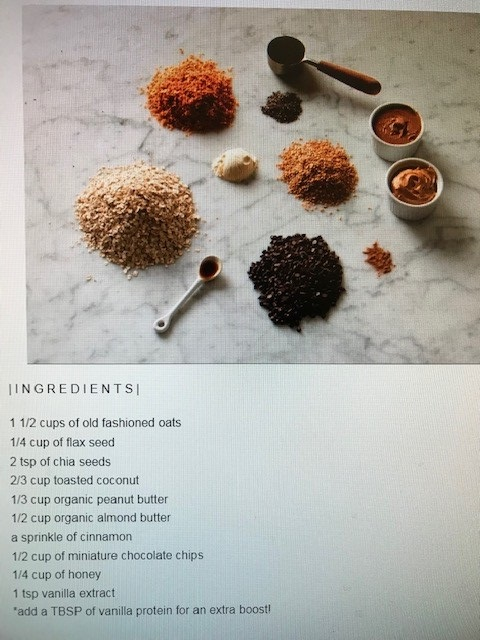 |INGREDIENTS|
1 1/2 cups of old fashioned oats
1/4 cup of flax seed
2 tsp of chia seeds
2/3 cup toasted coconut
1/3 cup organic peanut butter
1/2 cup organic almond butter
a sprinkle of cinnamon
1/2 cup of miniature chocolate chips
1/4 cup of honey
1 tsp vanilla extract
*add a TBSP of vanilla protein for an extra boost!